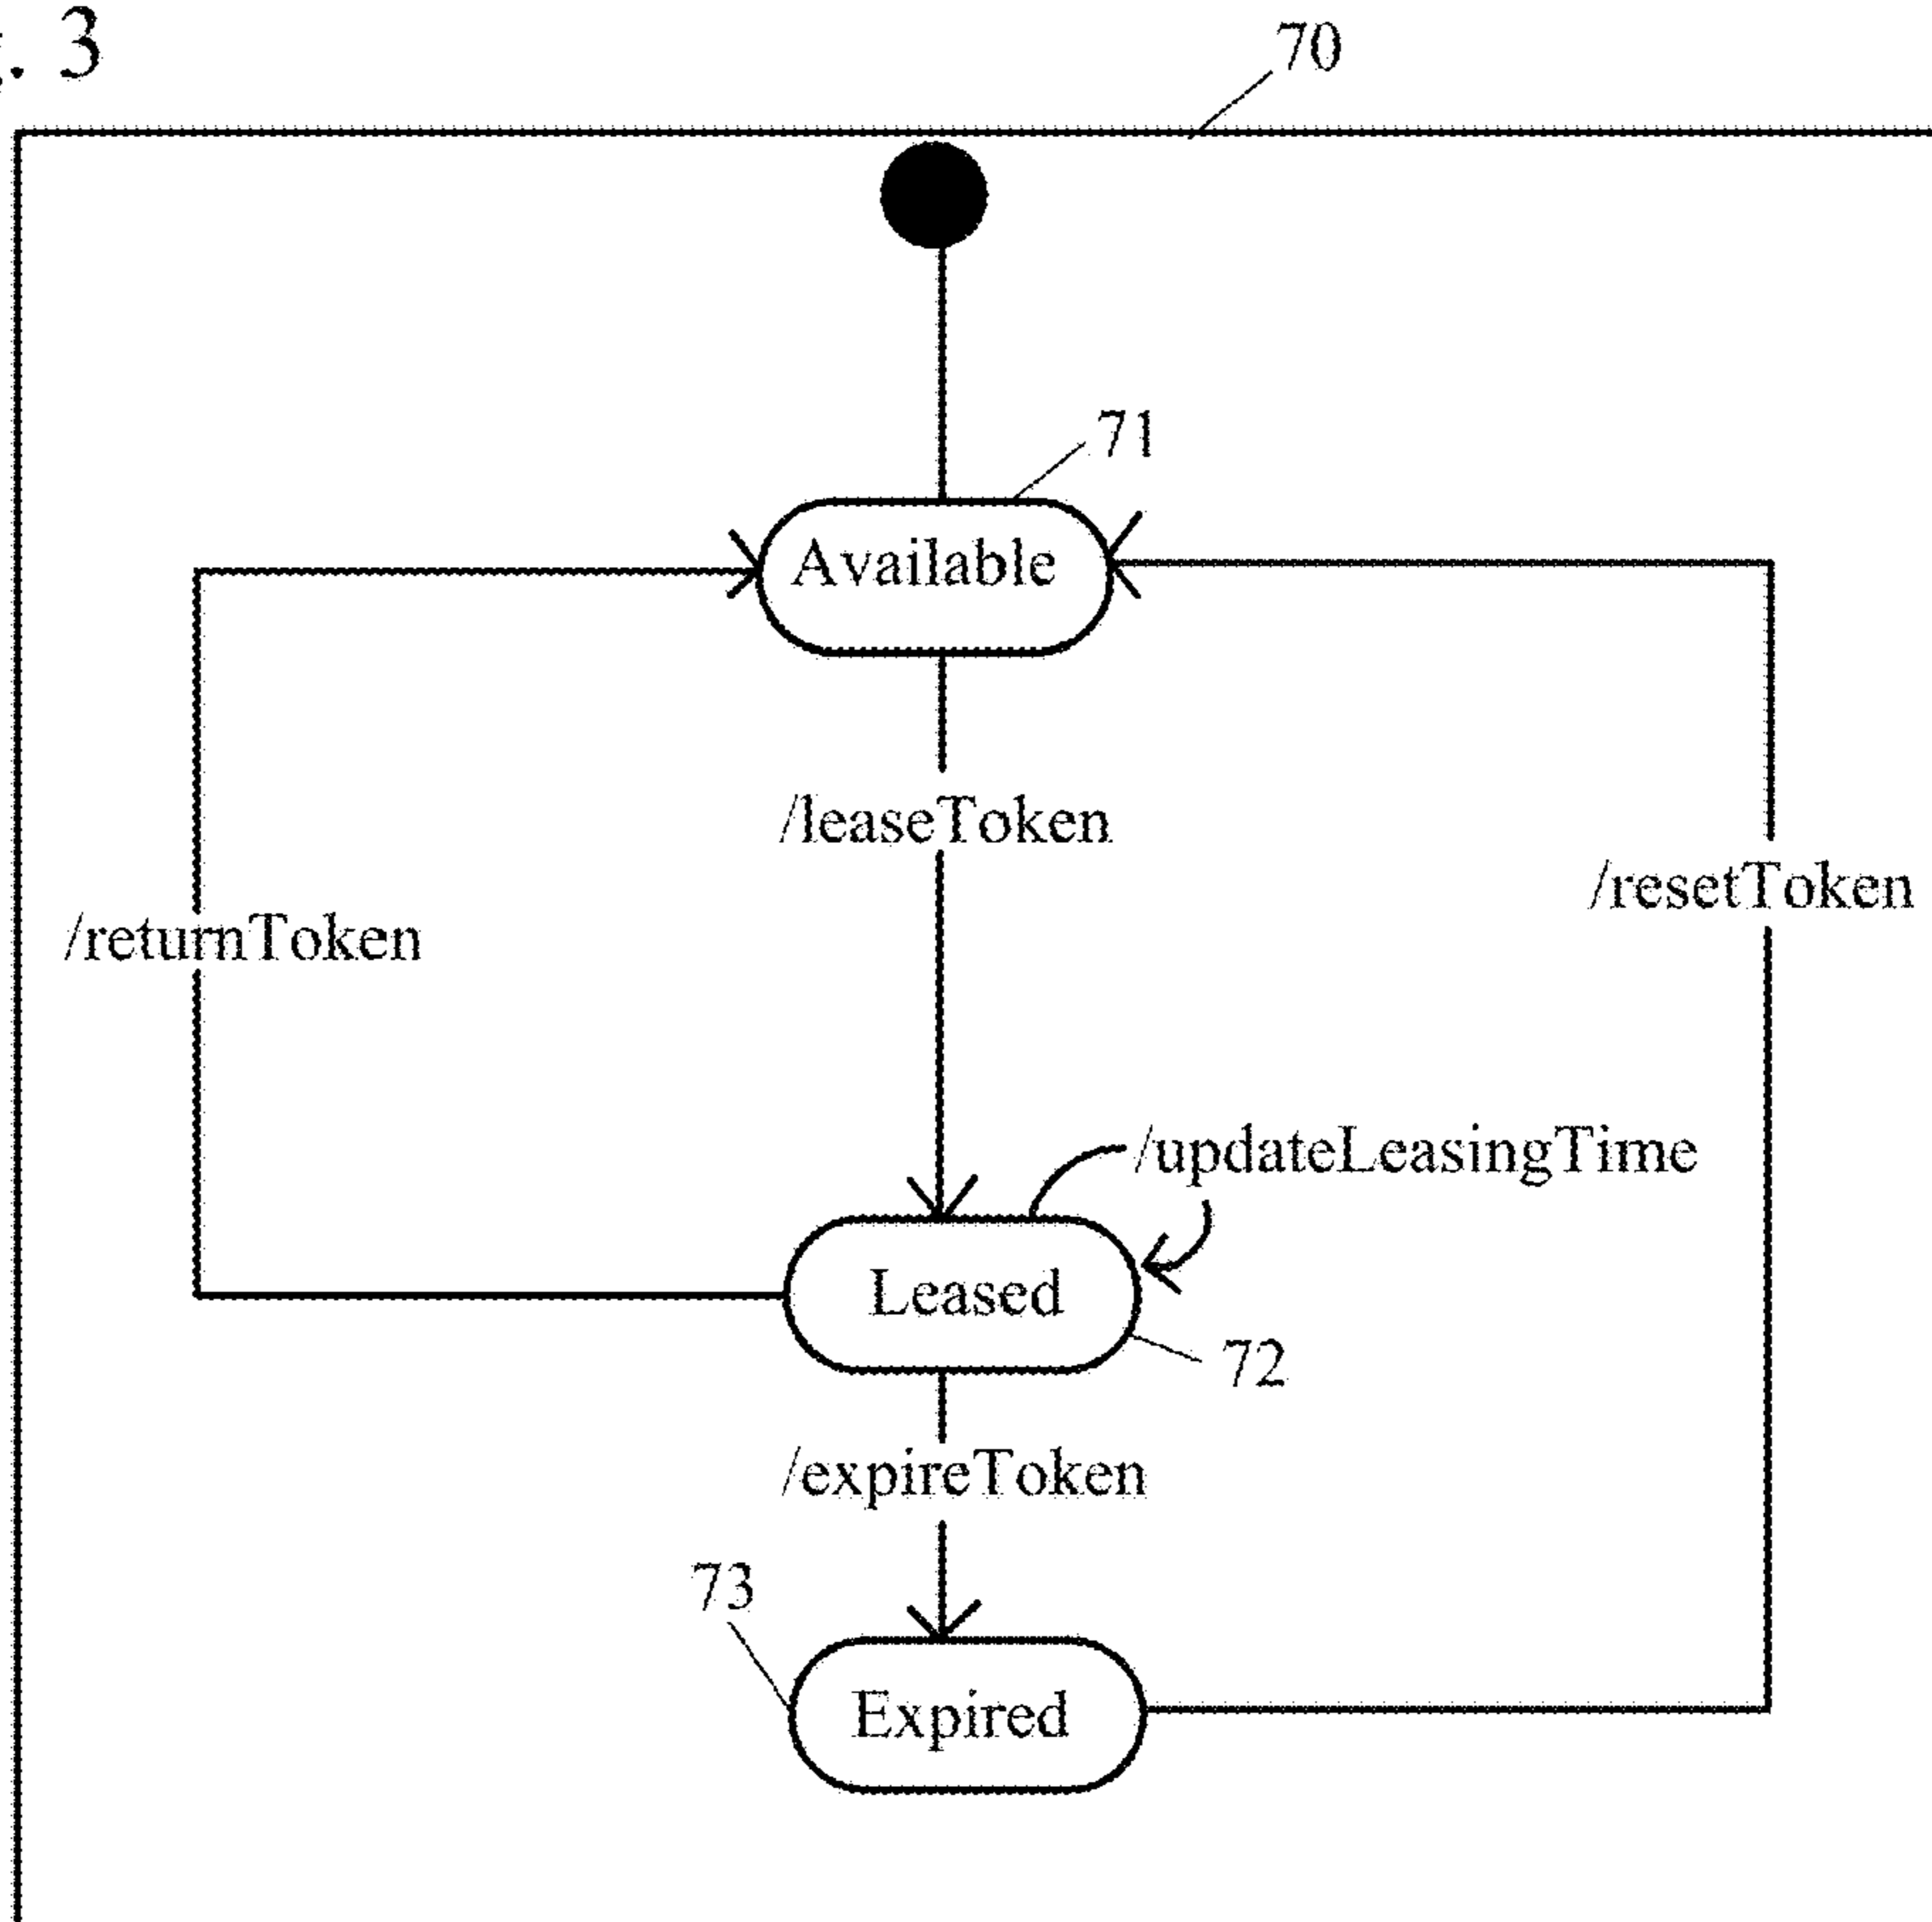 . 3
70
71
Available
/leaseToken
/resetToken
/returnToken
/updateLeasingTime
Leased
72
/expireToken
73
Expired